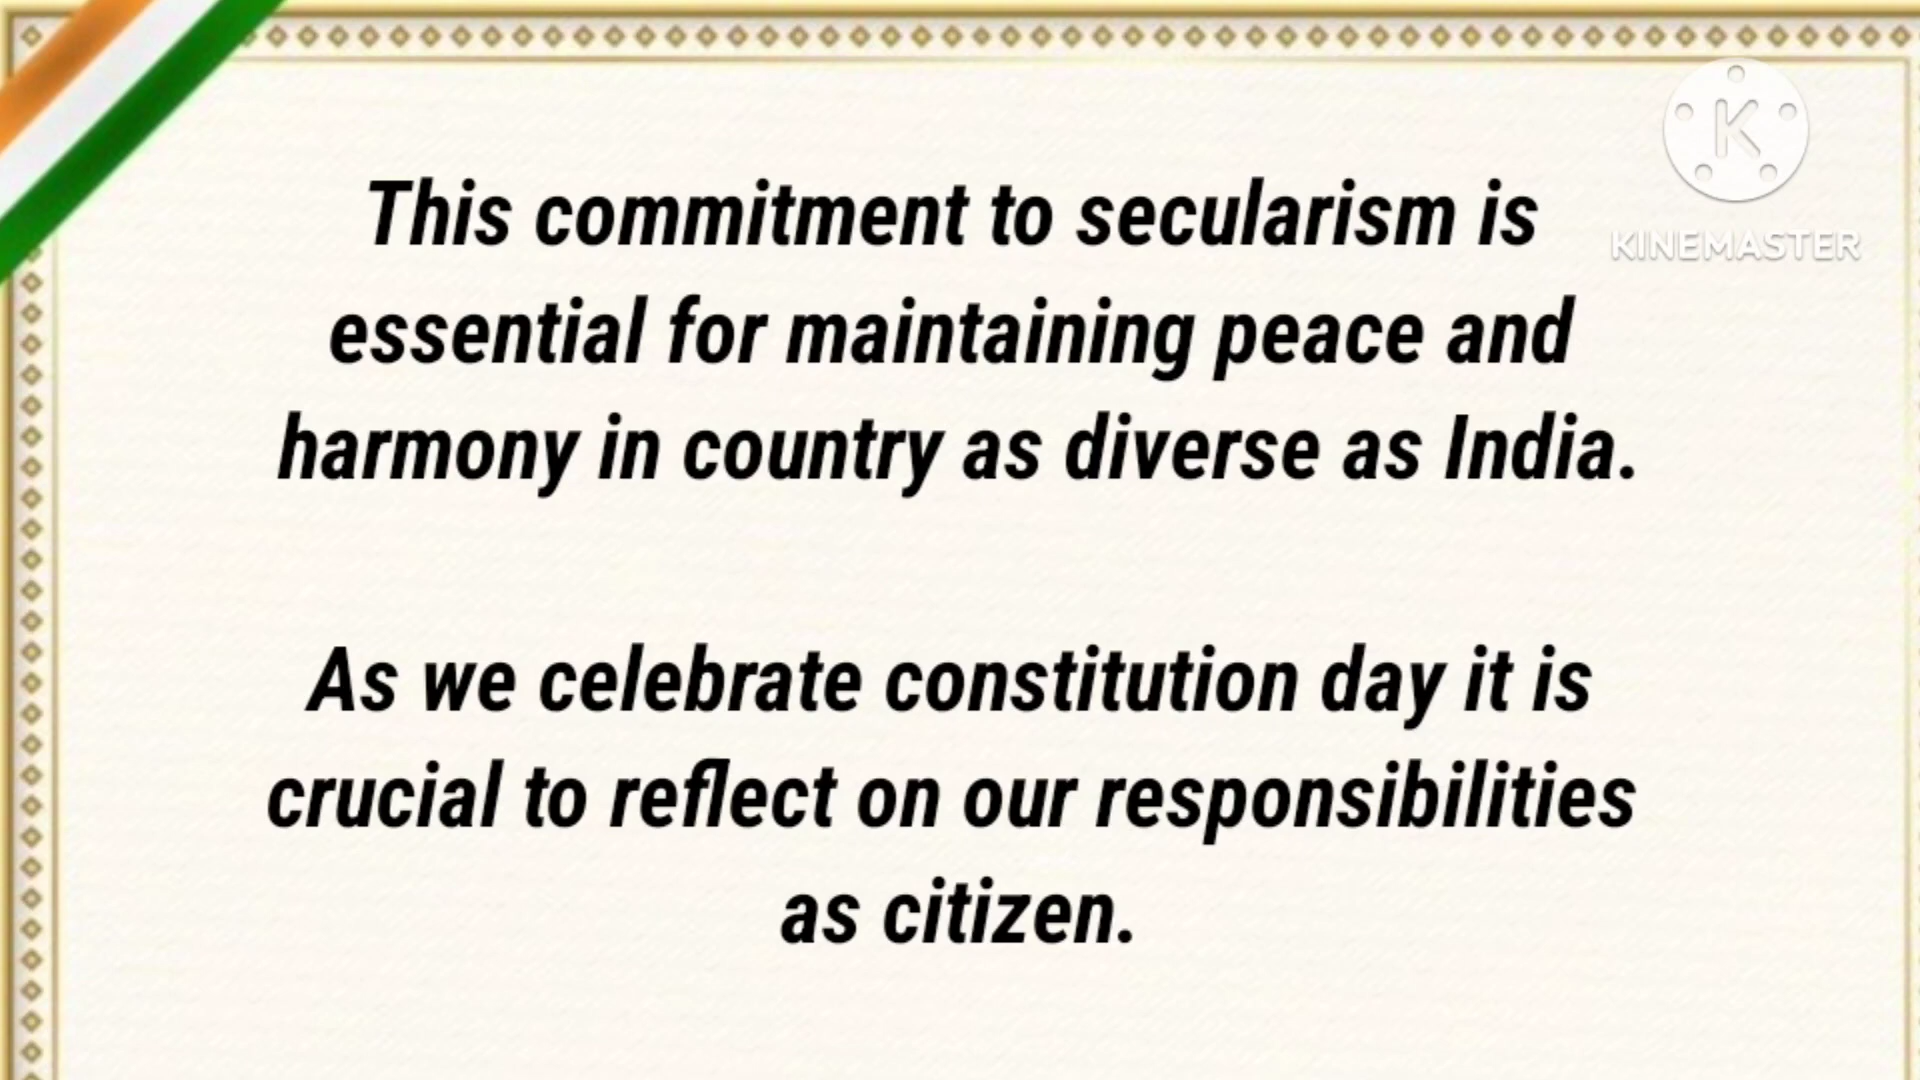 This commitment to secularism is
essential for maintaining peace and
harmony in country as diverse as India.
As we celebrate constitution day it is
crucial to reflect on our responsibilities
as citizen.
K
KINEMASTER